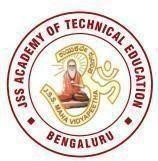 JSS ACADEMY OF TECHNICAL EDUCATION
J.S.S. MAHA VIDYAPEETHA
BENGALURU